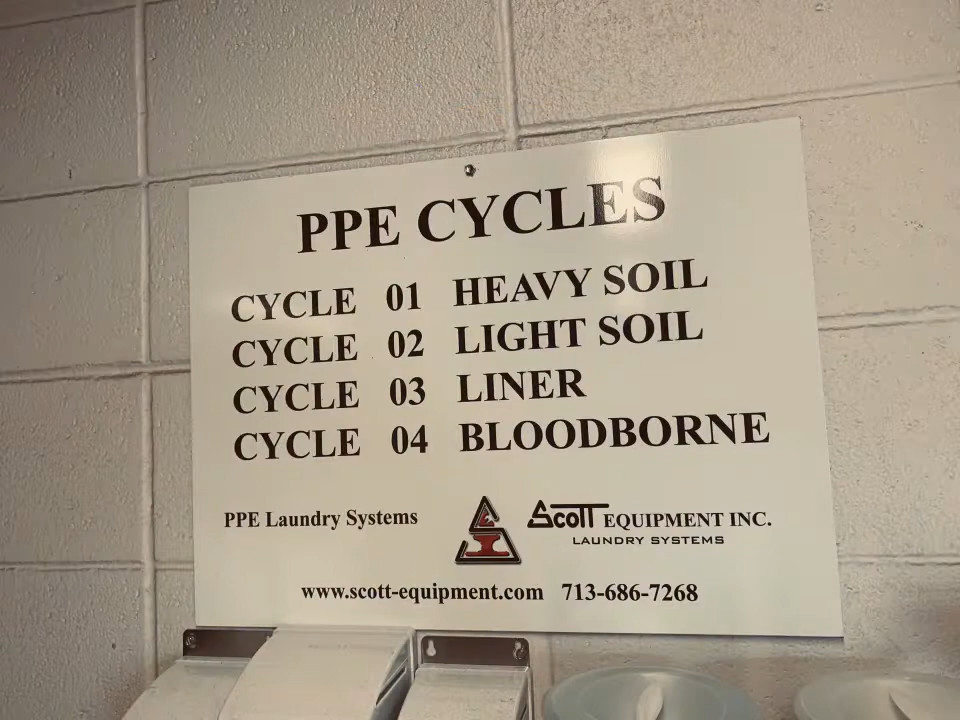 PPE CYCLES
CYCLE 01 HEAVY SOIL
CYCLE 02 LIGHT SOIL
CYCLE 03 LINER
CYCLE 04 BLOODBORNE
PPE Laundry Systems
Scott EQUIPMENT INC.
LAUNDRY SYSTEMS
www.scott-equipment.com 713-686-7268